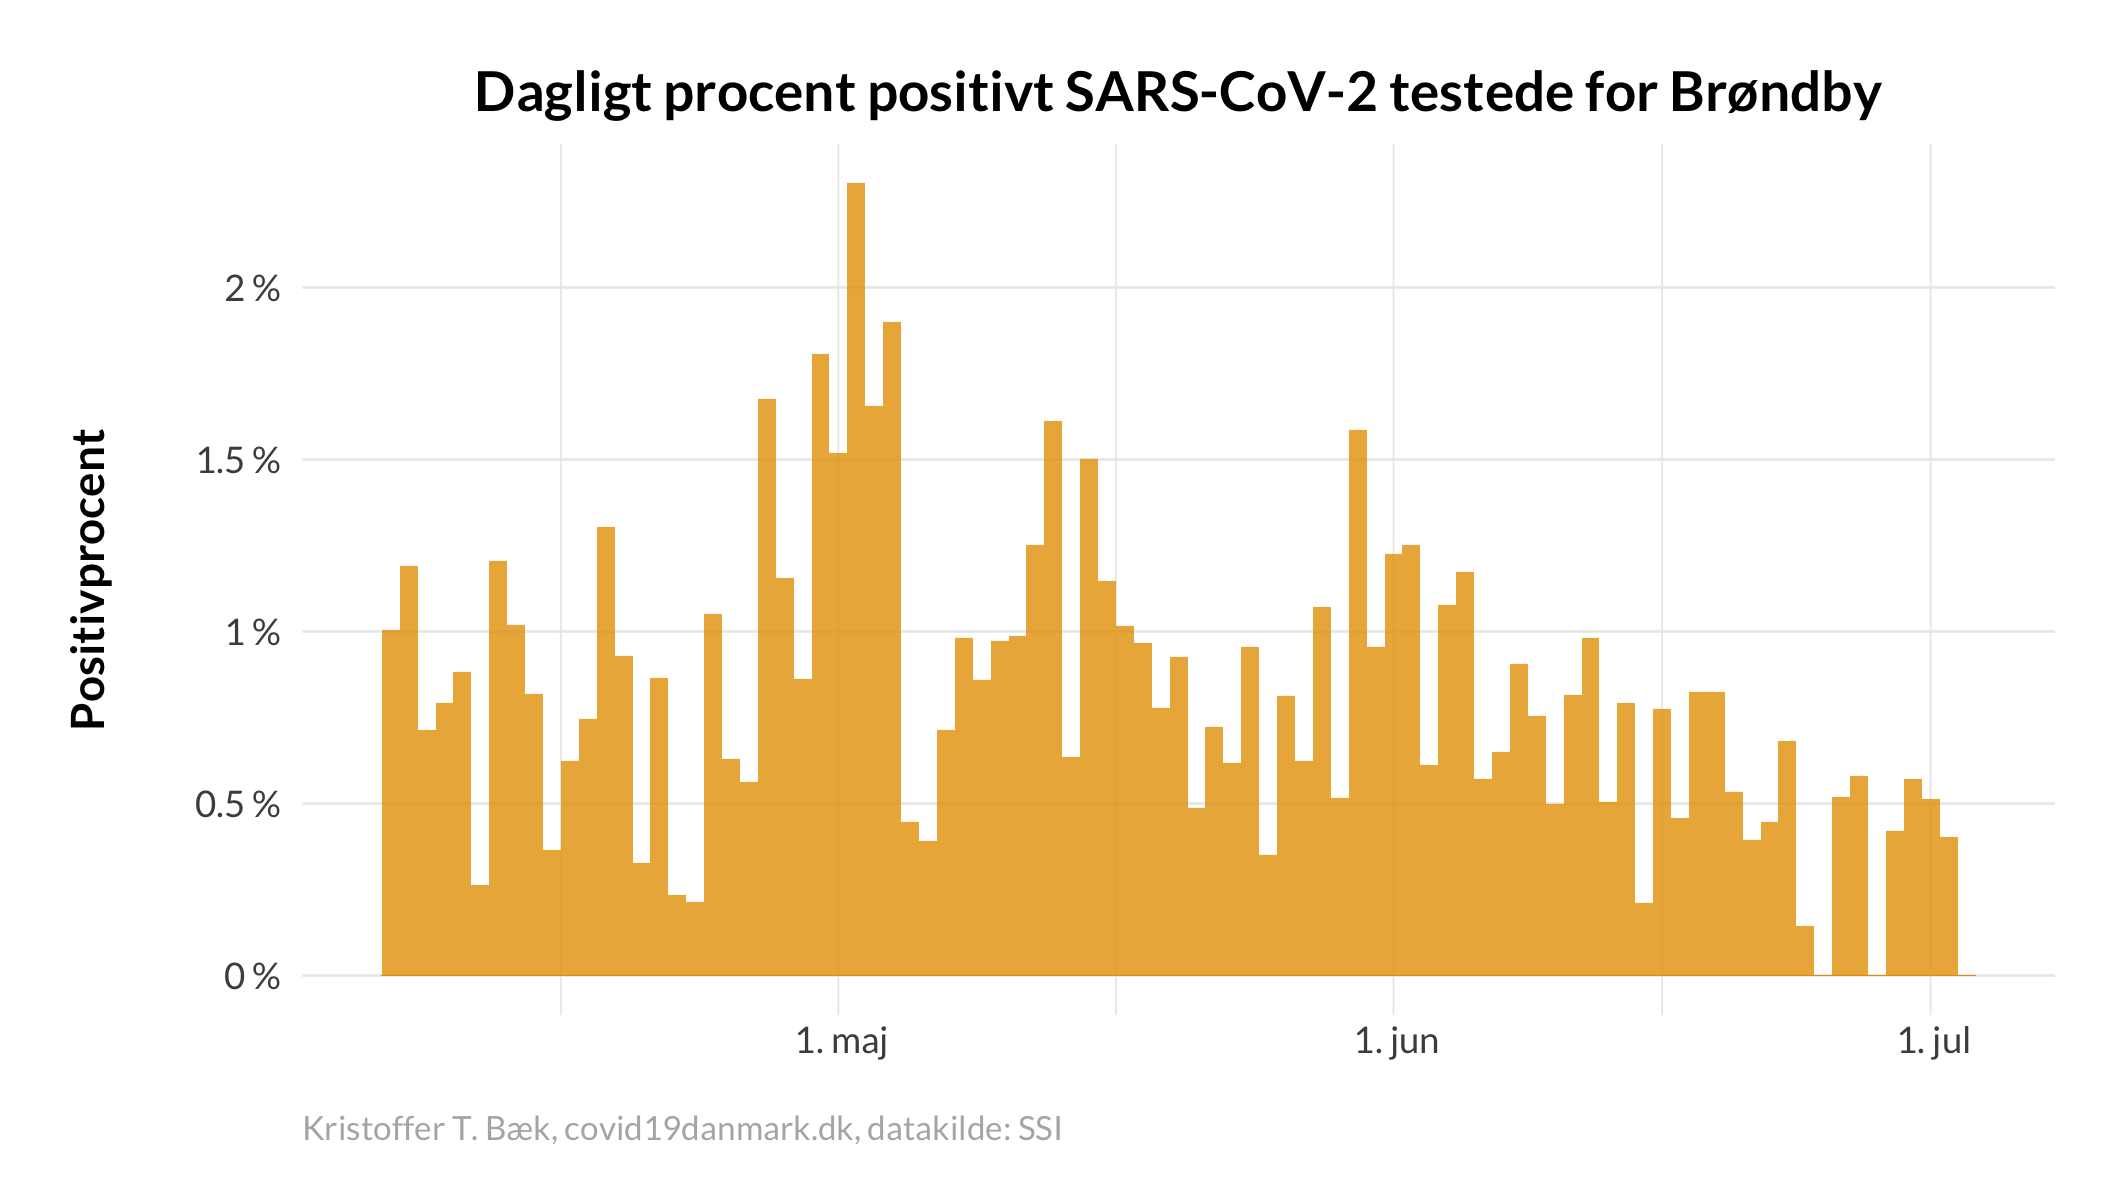 Dagligt procent positivt SARS-CoV-2 testede for Brøndby
Positivprocent
2 %
1.5 %
1 %
0.5 %
0 %
1. maj
1. jun
1. jul
Kristoffer T. Bæk, covid19danmark.dk, datakilde: SSI